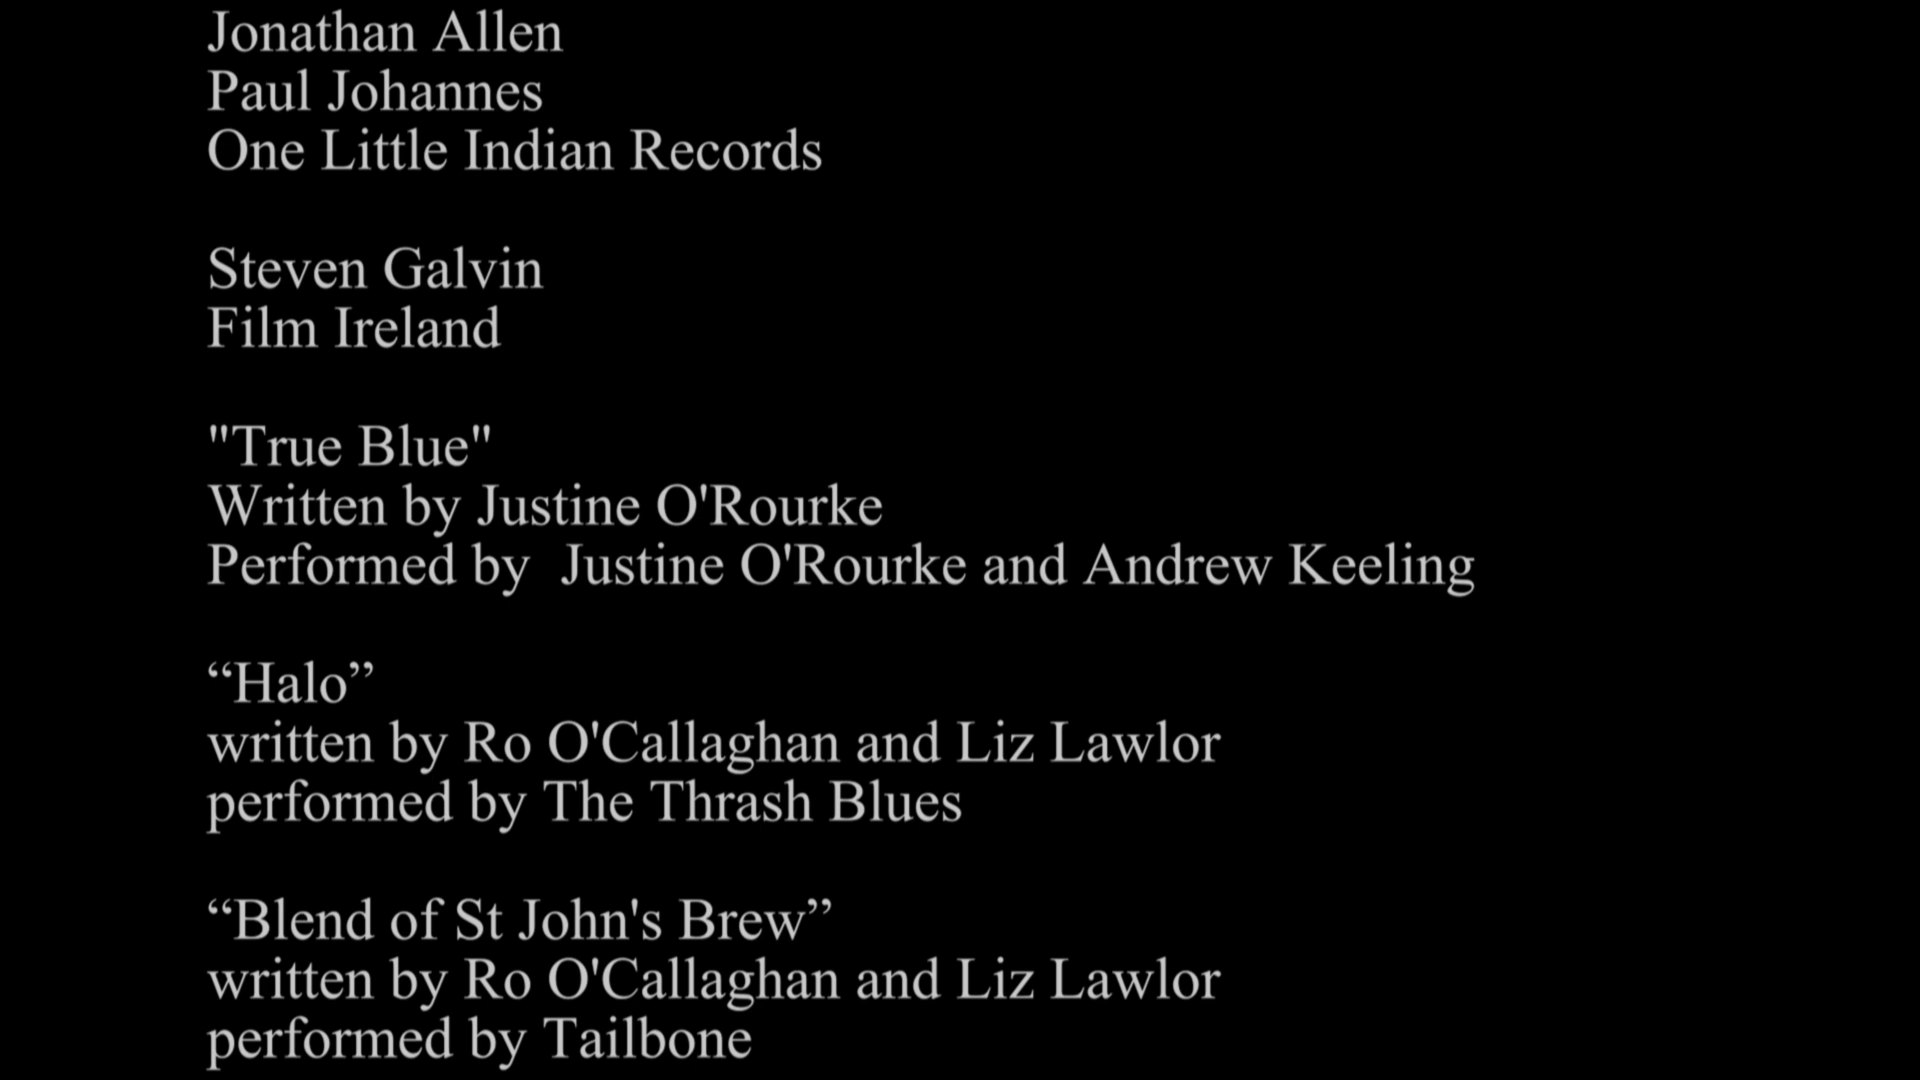 Jonathan Allen
Paul Johannes
One Little Indian Records
Steven Galvin
Film Ireland
"True Blue"
Written by Justine O'Rourke
Performed by  Justine O'Rourke and Andrew Keeling
“Halo”
written by Ro O'Callaghan and Liz Lawlor
performed by The Thrash Blues
“Blend of St John's Brew”
written by Ro O'Callaghan and Liz Lawlor
performed by Tailbone